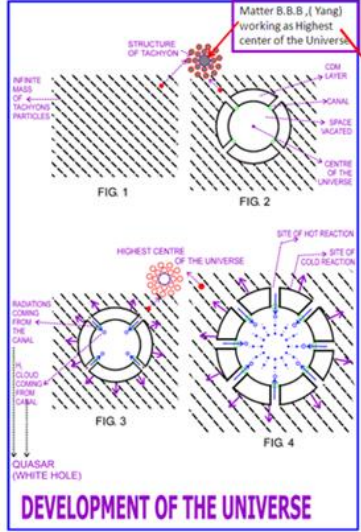 Matter B.B.B ,( Yang)
working as Highest
center of the Universe
STRUCTURE
OF TACHYON
INFINITE
MASS
OF
TACHYONS
PARTICLES
CDM
LAYER
CANAL
SPACE
VACATED
CENTRE
OF THE
UNIVERSE
FIG. 1
FIG. 2
SITE OF HOT REACTION
SITE OF
COLD REACTION
HIGHEST CENTRE
OF THE UNIVERSE
RADIATIONS
COMING
FROM
THE
CANAL
H,
CLOUD
COMING
FROM
CANAL
FIG. 3
FIG. 4
QUASAR
(WHITE HOLE)
DEVELOPMENT OF THE UNIVERSE